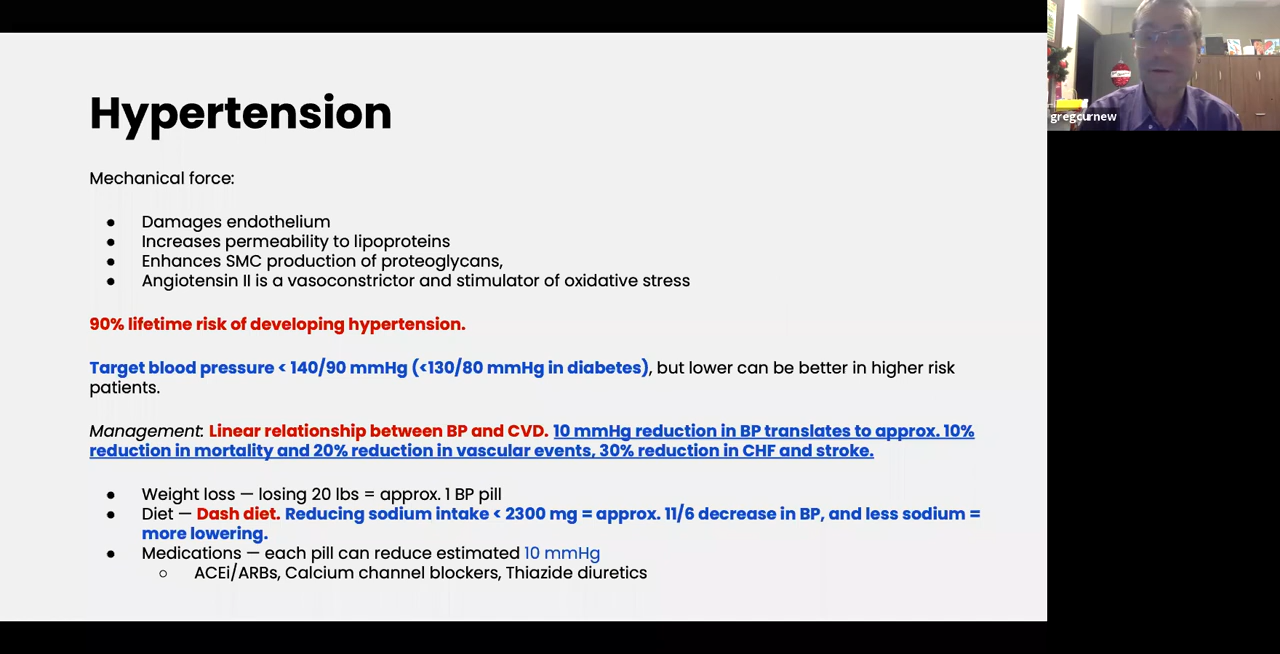 Hypertension
Mechanical force:
● Damages endothelium
● Increases permeability to lipoproteins
● Enhances SMC production of proteoglycans,
● Angiotensin II is a vasoconstrictor and stimulator of oxidative stress
90% lifetime risk of developing hypertension.
Target blood pressure < 140/90 mmHg (<130/80 mmHg in diabetes), but lower can be better in higher risk
patients.
Management: Linear relationship between BP and CVD. 10 mmHg reduction in BP translates to approx. 10%
reduction in mortality and 20% reduction in vascular events, 30% reduction in CHF and stroke.
● Weight loss — losing 20 lbs = approx. 1 BP pill
● Diet — Dash diet. Reducing sodium intake < 2300 mg = approx. 11/6 decrease in BP, and less sodium =
more lowering.
● Medications — each pill can reduce estimated 10 mmHg
○ ACEi/ARBs, Calcium channel blockers, Thiazide diuretics
gregcurnew